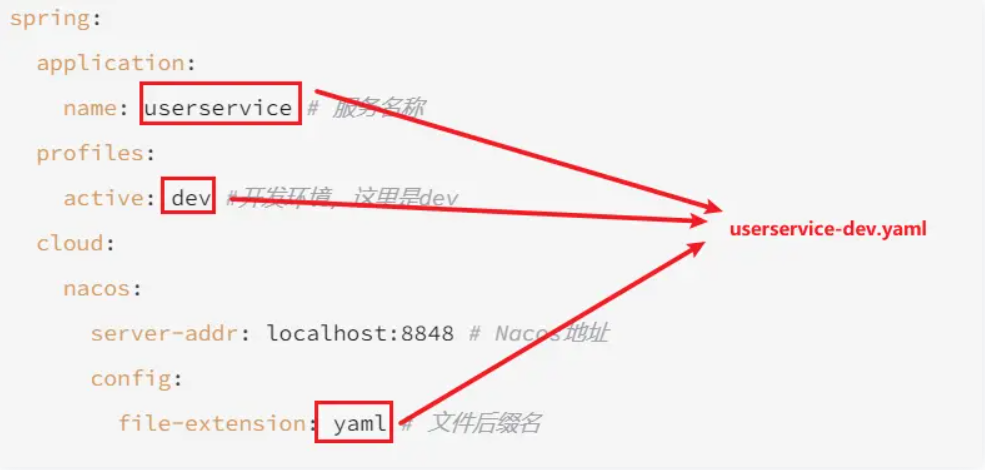 spring:
application:
name: userservice # 服务名称
profiles:
active: dev #开发环境，这里是dev
userservice-dev.yaml
cloud:
nacos:
server-addr: localhost:8848 # Nacos地址
config:
file-extension: yaml # 文件后缀名